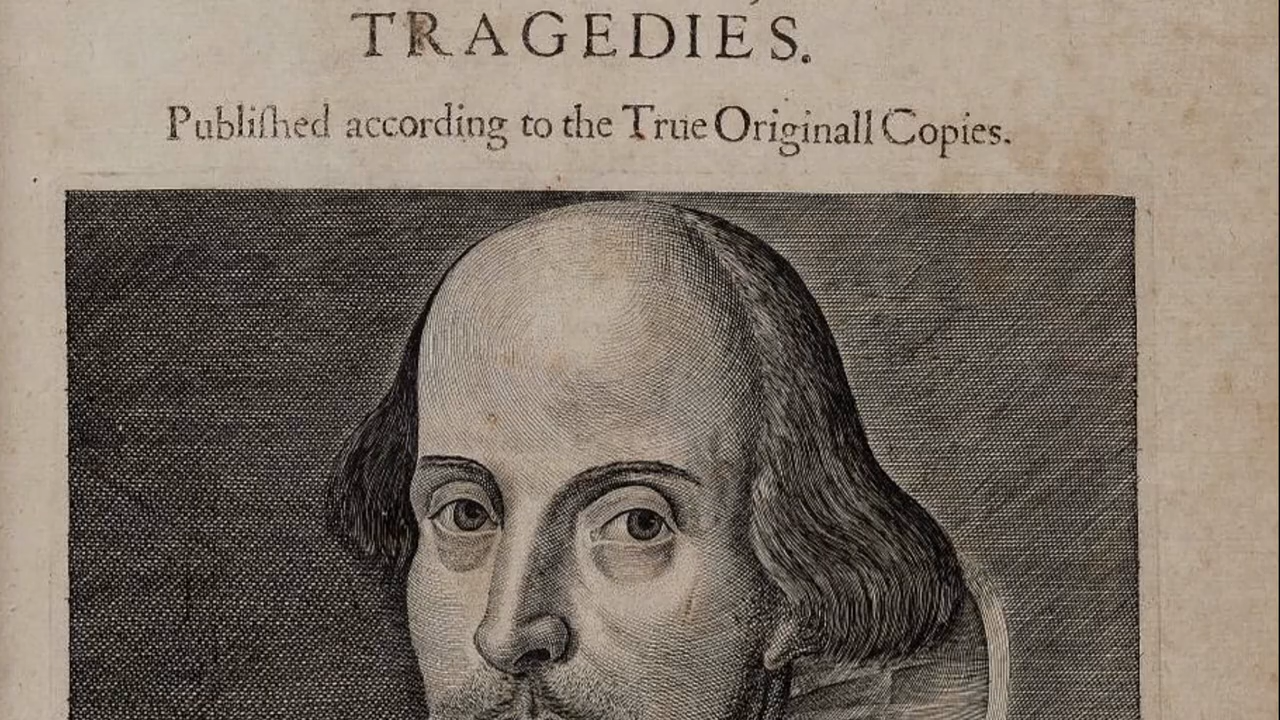 TRAGEDIES.
Publiſhed according to the True Originall Copies.